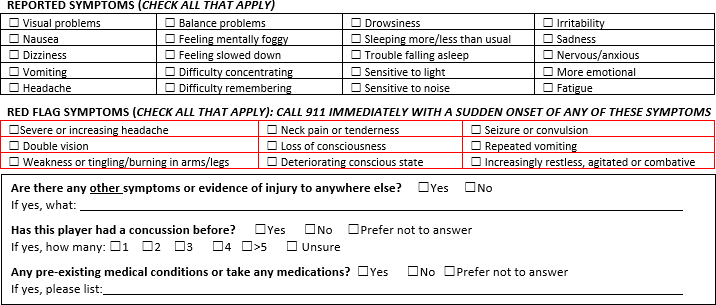 REPORTED SYMPTOMS (CHECK ALL THAT APPLY)
☐ Visual problems ☐ Balance problems ☐ Drowsiness ☐ Irritability
☐ Nausea ☐ Feeling mentally foggy ☐ Sleeping more/less than usual ☐ Sadness
☐ Dizziness ☐ Feeling slowed down ☐ Trouble falling asleep ☐ Nervous/anxious
☐ Vomiting ☐ Difficulty concentrating ☐ Sensitive to light ☐ More emotional
☐ Headache ☐ Difficulty remembering ☐ Sensitive to noise ☐ Fatigue
RED FLAG SYMPTOMS (CHECK ALL THAT APPLY): CALL 911 IMMEDIATELY WITH A SUDDEN ONSET OF ANY OF THESE SYMPTOMS
☐Severe or increasing headache ☐ Neck pain or tenderness ☐ Seizure or convulsion
☐ Double vision ☐ Loss of consciousness ☐ Repeated vomiting
☐ Weakness or tingling/burning in arms/legs ☐ Deteriorating conscious state ☐ Increasingly restless, agitated or combative
Are there any other symptoms or evidence of injury to anywhere else? ☐Yes ☐No
If yes, what:
Has this player had a concussion before? ☐Yes ☐No ☐Prefer not to answer
If yes, how many: ☐1 ☐2 ☐3 ☐4 ☐>5 ☐ Unsure
Any pre-existing medical conditions or take any medications? ☐Yes ☐No ☐Prefer not to answer
If yes, please list: